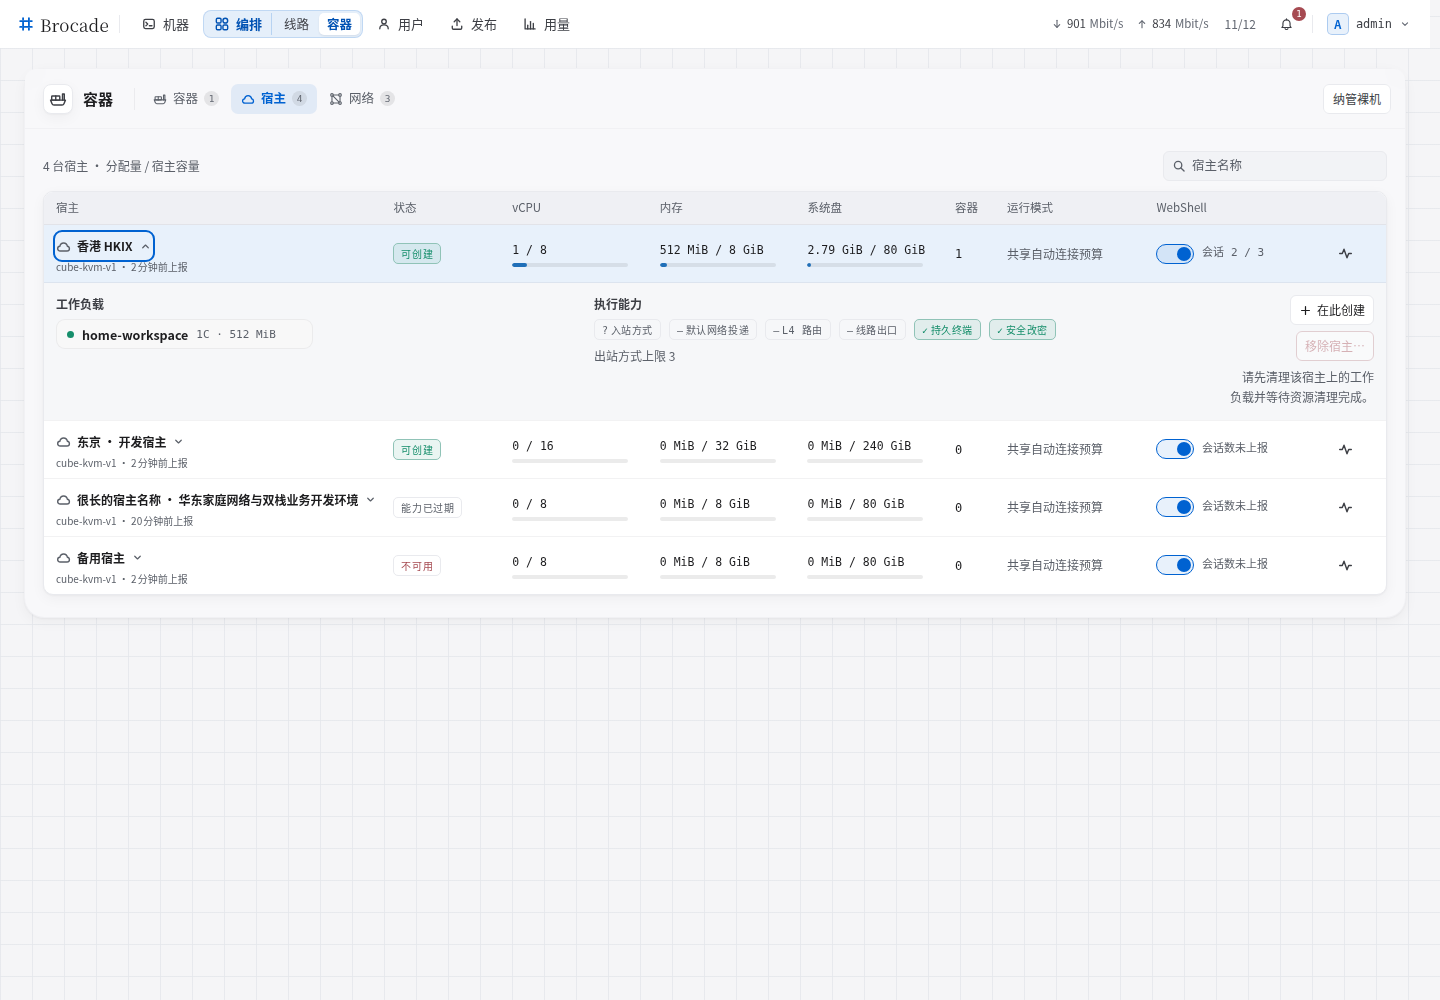 Brocade 机器 编排 线路 容器 用户 发布 用量 ↓ 901 Mbit/s ↑ 834 Mbit/s 11/12 1 A admin
容器 容器 1 宿主 4 网络 3 纳管裸机
4 台宿主 · 分配量 / 宿主容量 宿主名称
宿主 状态 vCPU 内存 系统盘 容器 运行模式 WebShell
香港 HKIX 可创建 1 / 8 512 MiB / 8 GiB 2.79 GiB / 80 GiB 1 共享自动连接预算 会话 2 / 3
cube-kvm-v1 · 2分钟前上报
工作负载 执行能力 + 在此创建
home-workspace 1C · 512 MiB ? 入站方式 – 默认网络投递 – L4 路由 – 线路出口 ✓ 持久终端 ✓ 安全改密
移除宿主…
出站方式上限 3
请先清理该宿主上的工作
负载并等待资源清理完成。
东京 · 开发宿主 可创建 0 / 16 0 MiB / 32 GiB 0 MiB / 240 GiB 0 共享自动连接预算 会话数未上报
cube-kvm-v1 · 2分钟前上报
很长的宿主名称 · 华东家庭网络与双栈业务开发环境 能力已过期 0 / 8 0 MiB / 8 GiB 0 MiB / 80 GiB 0 共享自动连接预算 会话数未上报
cube-kvm-v1 · 20分钟前上报
备用宿主 不可用 0 / 8 0 MiB / 8 GiB 0 MiB / 80 GiB 0 共享自动连接预算 会话数未上报
cube-kvm-v1 · 2分钟前上报